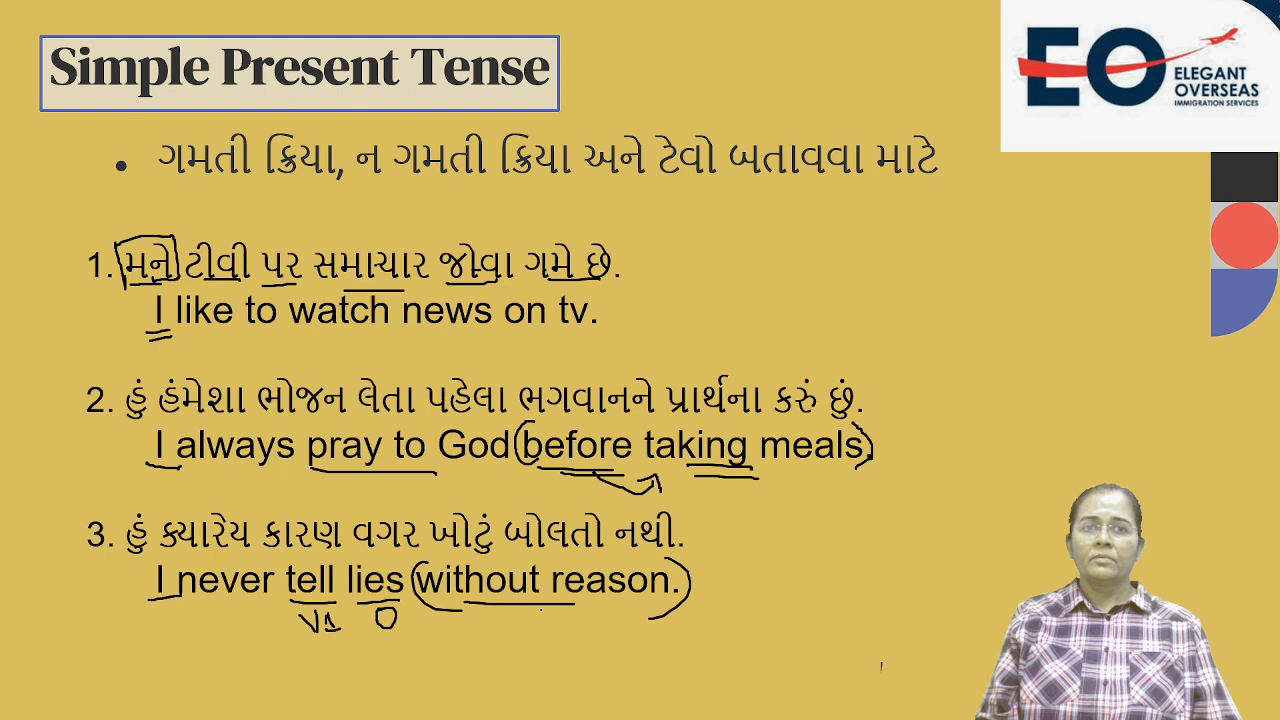 Simple Present Tense
EO ELEGANT
OVERSEAS
IMMIGRATION SERVICES
• ગમતી ક્રિયા, ન ગમતી ક્રિયા અને ટેવો બતાવવા માટે
1. મને ટીવી પર સમાચાર જોવા ગમે છે.
I like to watch news on tv.
2. હું હંમેશા ભોજન લેતા પહેલા ભગવાનને પ્રાર્થના કરું છું.
I always pray to God before taking meals.
3. હું ક્યારેય કારણ વગર ખોટું બોલતો નથી.
I never tell lies without reason.
V1 O